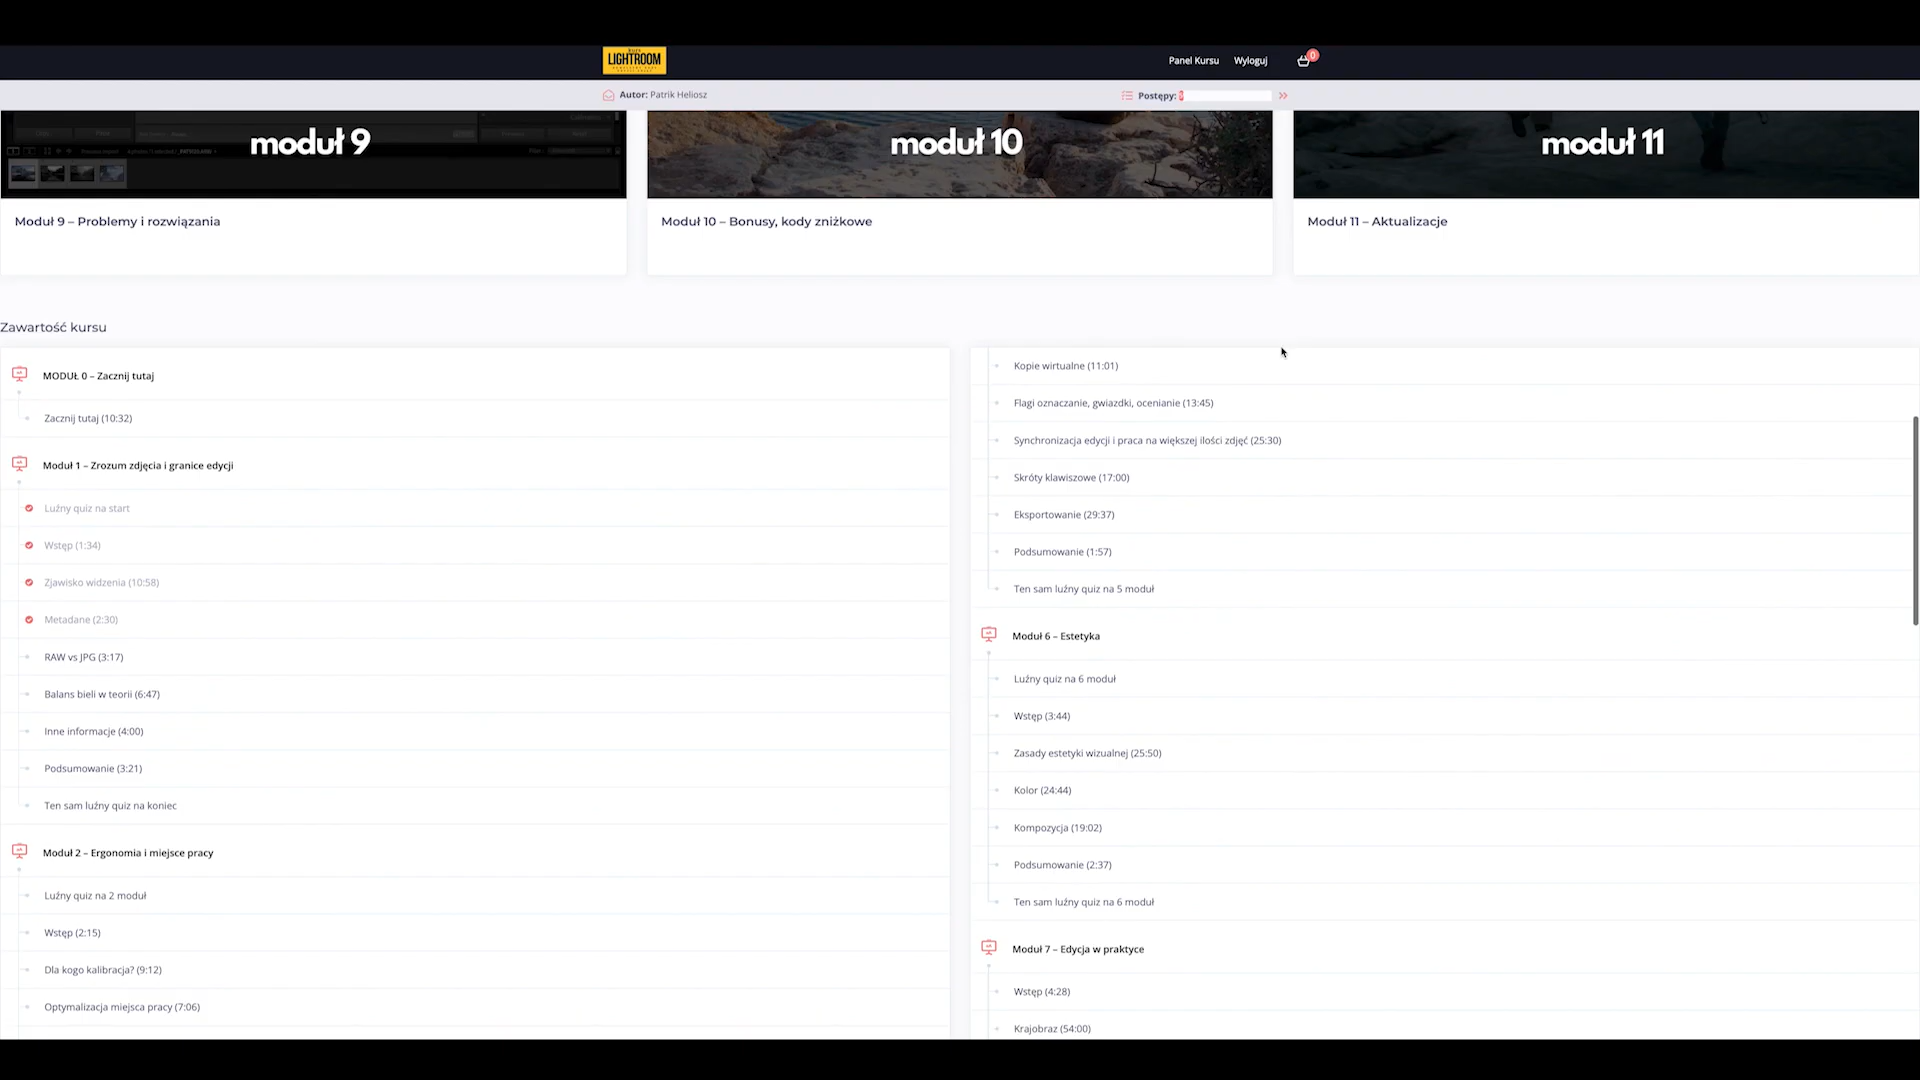 LIGHTROOM
Panel Kursu
Wyloguj
0
Autor: Patrik Heliosz
Postępy:
moduł 9
moduł 10
moduł 11
Moduł 9 – Problemy i rozwiązania
Moduł 10 – Bonusy, kody zniżkowe
Moduł 11 – Aktualizacje
Zawartość kursu
MODUŁ 0 – Zacznij tutaj
Zacznij tutaj (10:32)
Moduł 1 – Zrozum zdjęcia i granice edycji
Luźny quiz na start
Wstęp (1:34)
Zjawisko widzenia (10:58)
Metadane (2:30)
RAW vs JPG (3:17)
Balans bieli w teorii (6:47)
Inne informacje (4:00)
Podsumowanie (3:21)
Ten sam luźny quiz na koniec
Moduł 2 – Ergonomia i miejsce pracy
Luźny quiz na 2 moduł
Wstęp (2:15)
Dla kogo kalibracja? (9:12)
Optymalizacja miejsca pracy (7:06)
Kopie wirtualne (11:01)
Flagi oznaczanie, gwiazdki, ocenianie (13:45)
Synchronizacja edycji i praca na większej ilości zdjęć (25:30)
Skróty klawiszowe (17:00)
Eksportowanie (29:37)
Podsumowanie (1:57)
Ten sam luźny quiz na 5 moduł
Moduł 6 – Estetyka
Luźny quiz na 6 moduł
Wstęp (3:44)
Zasady estetyki wizualnej (25:50)
Kolor (24:44)
Kompozycja (19:02)
Podsumowanie (2:37)
Ten sam luźny quiz na 6 moduł
Moduł 7 – Edycja w praktyce
Wstęp (4:28)
Krajobraz (54:00)